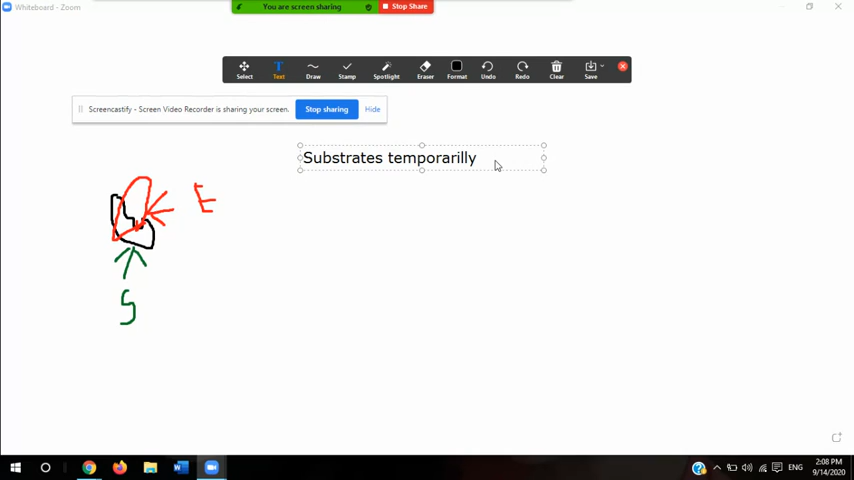 Whiteboard - Zoom
You are screen sharing
Stop Share
Select
Text
Draw
Stamp
Spotlight
Eraser
Format
Undo
Redo
Clear
Save
Screencastify - Screen Video Recorder is sharing your screen.
Stop sharing
Hide
Substrates temporarilly
E
S
ENG
2:08 PM
9/14/2020